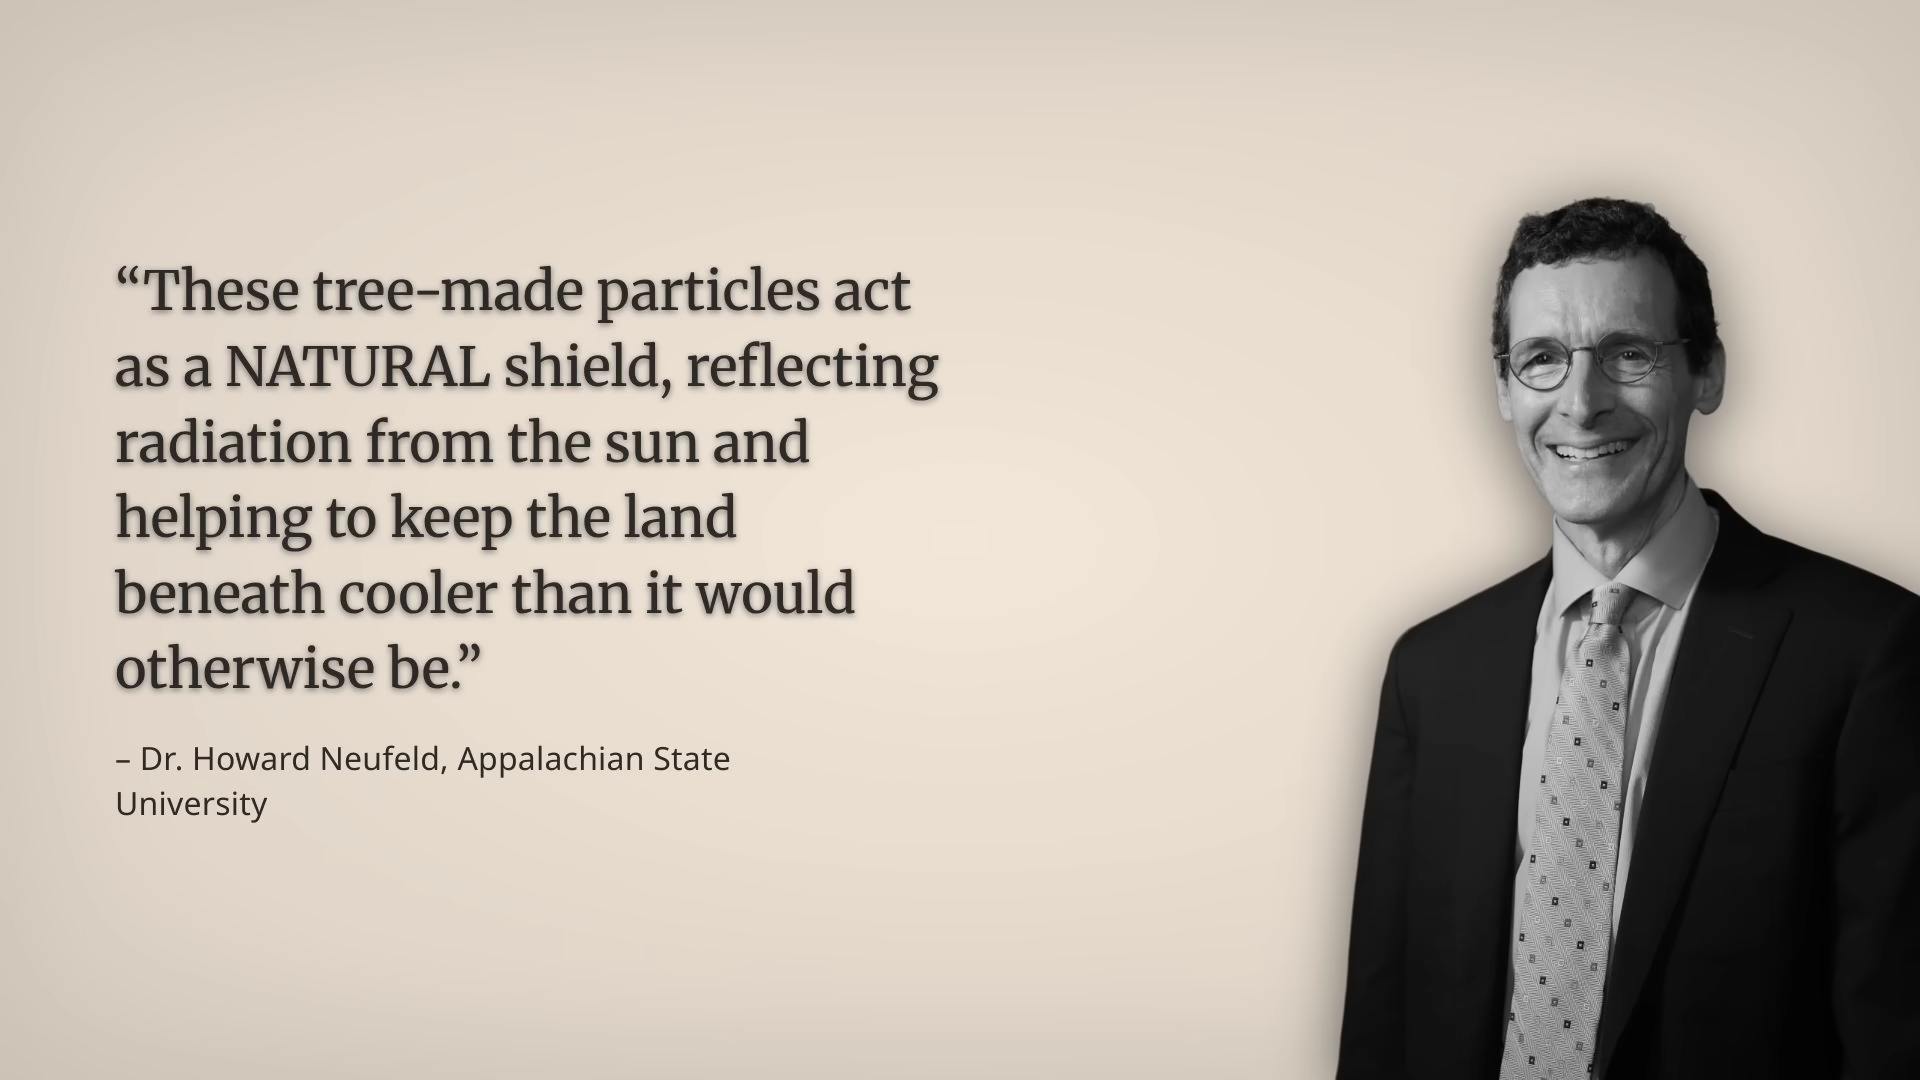 “These tree-made particles act
as a NATURAL shield, reflecting
radiation from the sun and
helping to keep the land
beneath cooler than it would
otherwise be.”
– Dr. Howard Neufeld, Appalachian State
University